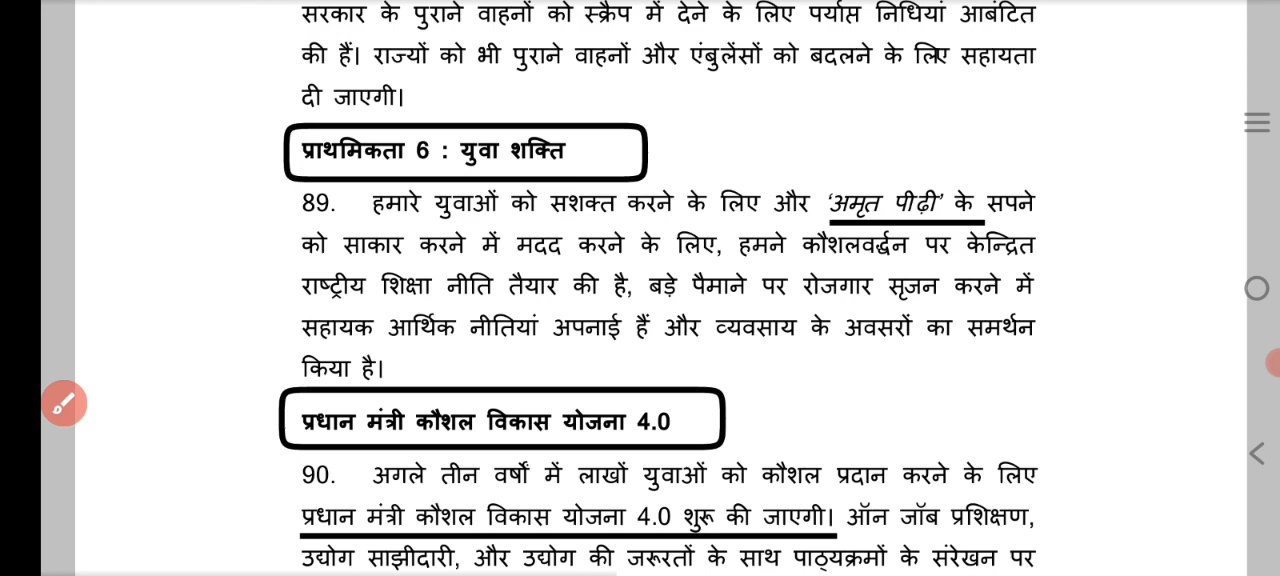 सरकार के पुराने वाहनों को स्क्रैप में देने के लिए पर्याप्त निधियां आबंटित
की हैं। राज्यों को भी पुराने वाहनों और एंबुलेंसों को बदलने के लिए सहायता
दी जाएगी।
प्राथमिकता 6 : युवा शक्ति
89. हमारे युवाओं को सशक्त करने के लिए और ‘अमृत पीढ़ी’ के सपने
को साकार करने में मदद करने के लिए, हमने कौशलवर्द्धन पर केन्द्रित
राष्ट्रीय शिक्षा नीति तैयार की है, बड़े पैमाने पर रोजगार सृजन करने में
सहायक आर्थिक नीतियां अपनाई हैं और व्यवसाय के अवसरों का समर्थन
किया है।
प्रधान मंत्री कौशल विकास योजना 4.0
90. अगले तीन वर्षों में लाखों युवाओं को कौशल प्रदान करने के लिए
प्रधान मंत्री कौशल विकास योजना 4.0 शुरू की जाएगी। ऑन जॉब प्रशिक्षण,
उद्योग साझीदारी, और उद्योग की जरूरतों के साथ पाठ्यक्रमों के संरेखन पर